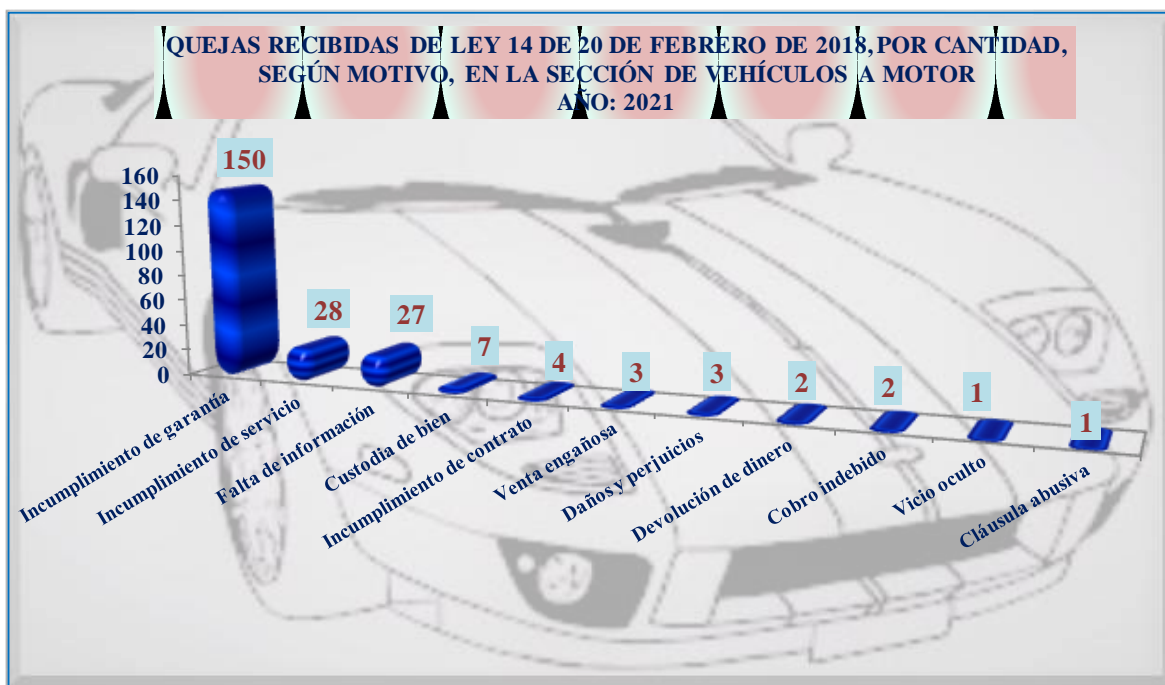 QUEJAS RECIBIDAS DE LEY 14 DE 20 DE FEBRERO DE 2018, POR CANTIDAD,
SEGÚN MOTIVO, EN LA SECCIÓN DE VEHÍCULOS A MOTOR
AÑO: 2021
160
140
120
100
80
60
40
20
0
150
28
27
7
4
3
3
2
2
1
1
Incumplimiento de garantía
Incumplimiento de servicio
Falta de información
Custodia de bien
Incumplimiento de contrato
Venta engañosa
Daños y perjuicios
Devolución de dinero
Cobro indebido
Vicio oculto
Cláusula abusiva